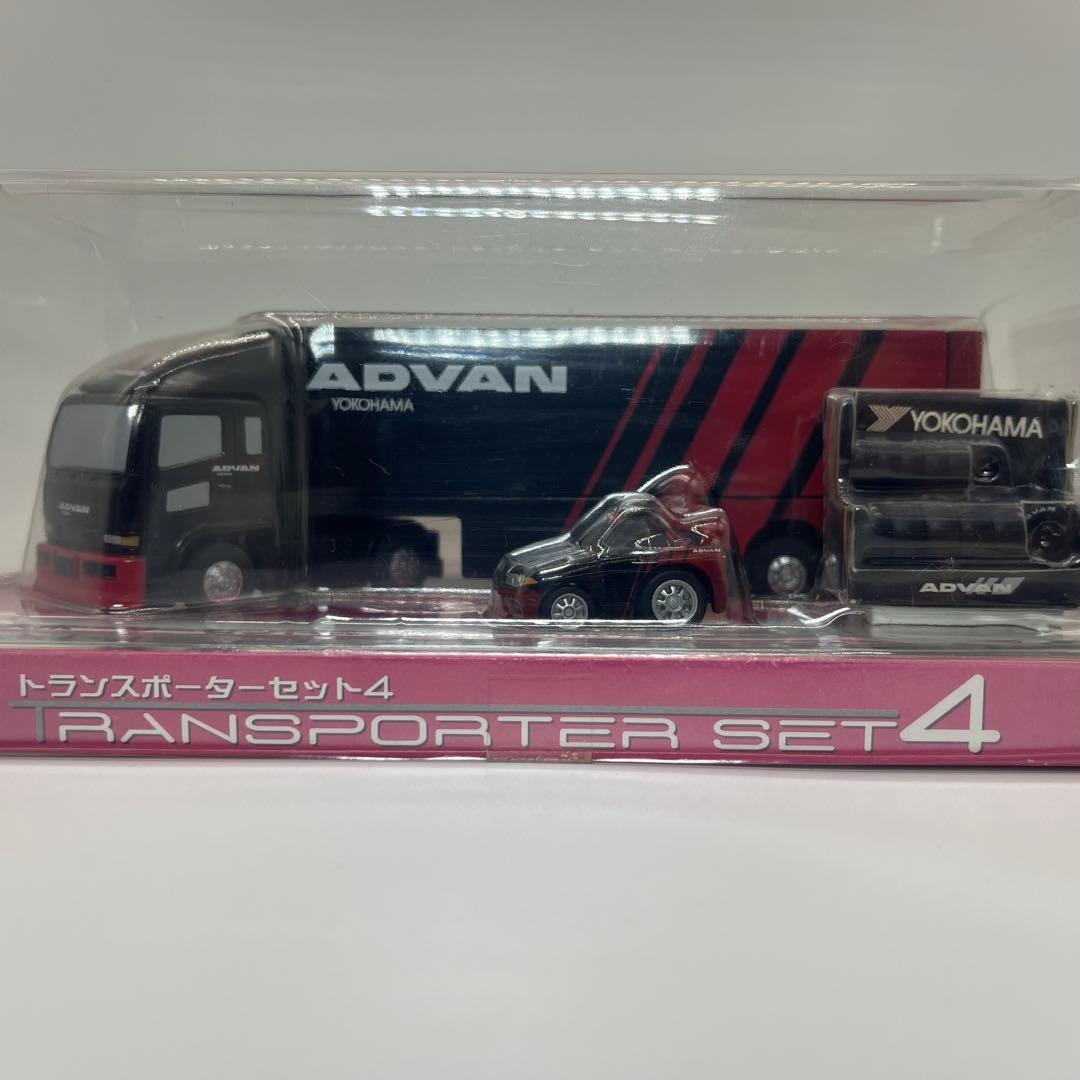 ADVAN
YOKOHAMA
ADVAN
ADVAN
ADVAN
YOKOHAMA
ADVAN
トランスポーターセット4
TRANSPORTER SET 4